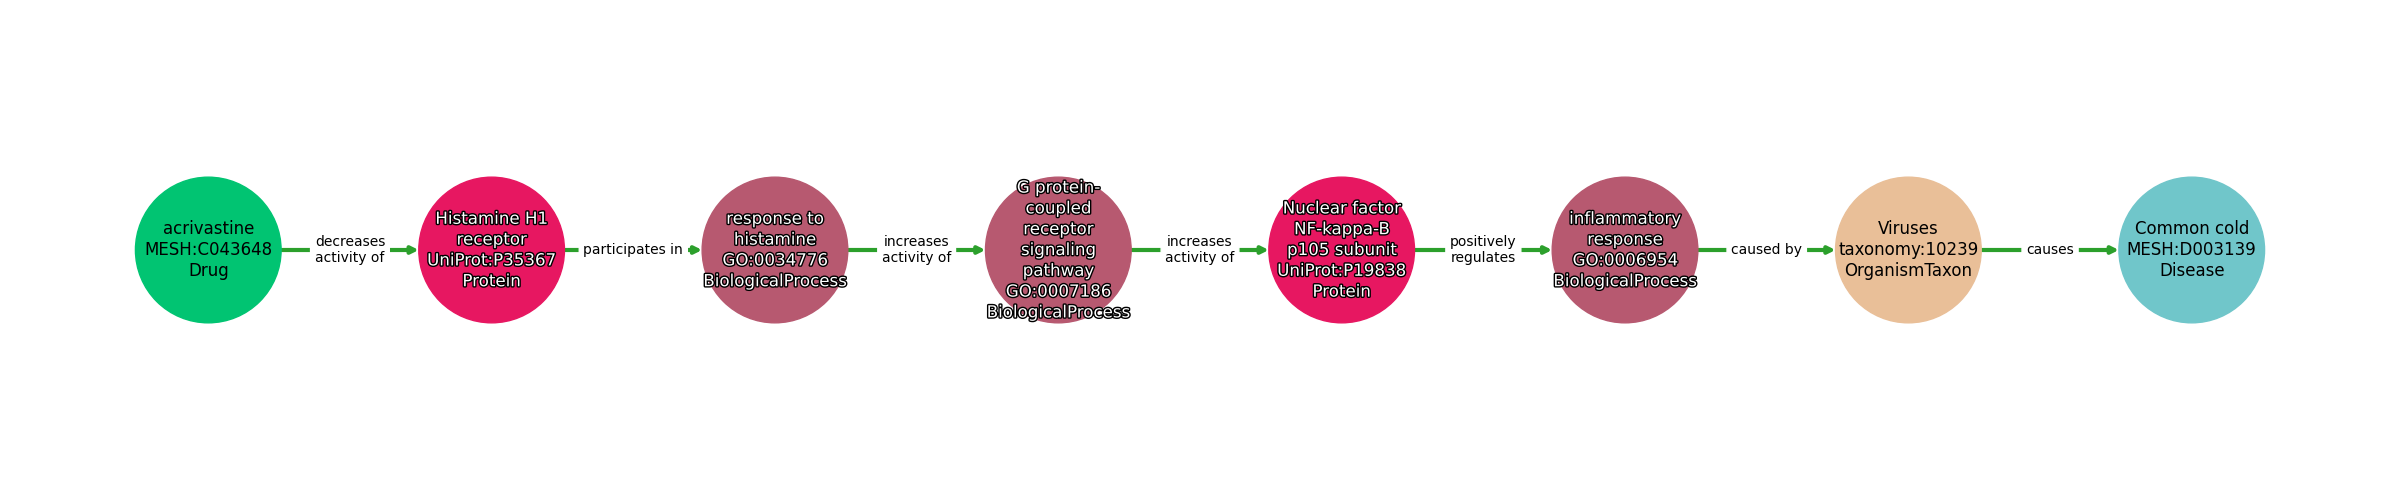 acrivastine
MESH:C043648
Drug
decreases
activity of
Histamine H1
receptor
UniProt:P35367
Protein
participates in
response to
histamine
GO:0034776
BiologicalProcess
increases
activity of
G protein-
coupled
receptor
signaling
pathway
GO:0007186
BiologicalProcess
increases
activity of
Nuclear factor
NF-kappa-B
p105 subunit
UniProt:P19838
Protein
positively
regulates
inflammatory
response
GO:0006954
BiologicalProcess
caused by
Viruses
taxonomy:10239
OrganismTaxon
causes
Common cold
MESH:D003139
Disease